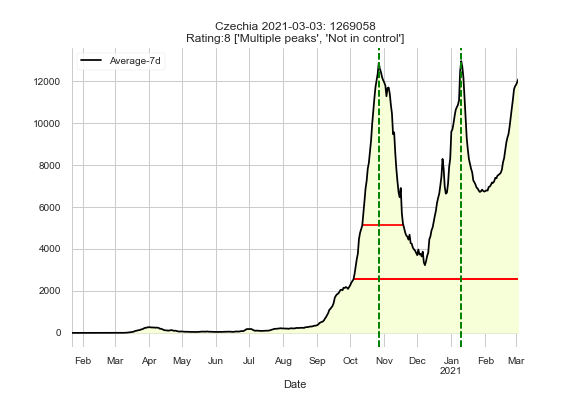 Czechia 2021-03-03: 1269058
Rating:8 ['Multiple peaks', 'Not in control']
Average-7d
12000
10000
8000
6000
4000
2000
0
Feb Mar Apr May Jun Jul Aug Sep Oct Nov Dec Jan Feb Mar
2021
Date